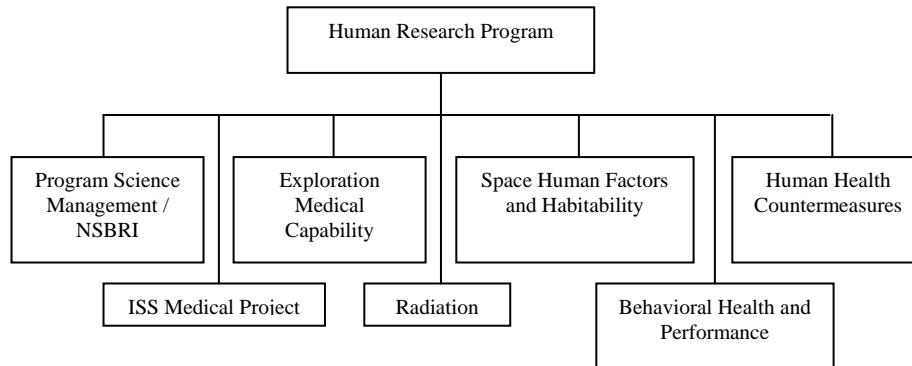 Human Research Program
Program Science
Management /
NSBRI
Exploration
Medical
Capability
Space Human Factors
and Habitability
Human Health
Countermeasures
ISS Medical Project
Radiation
Behavioral Health and
Performance